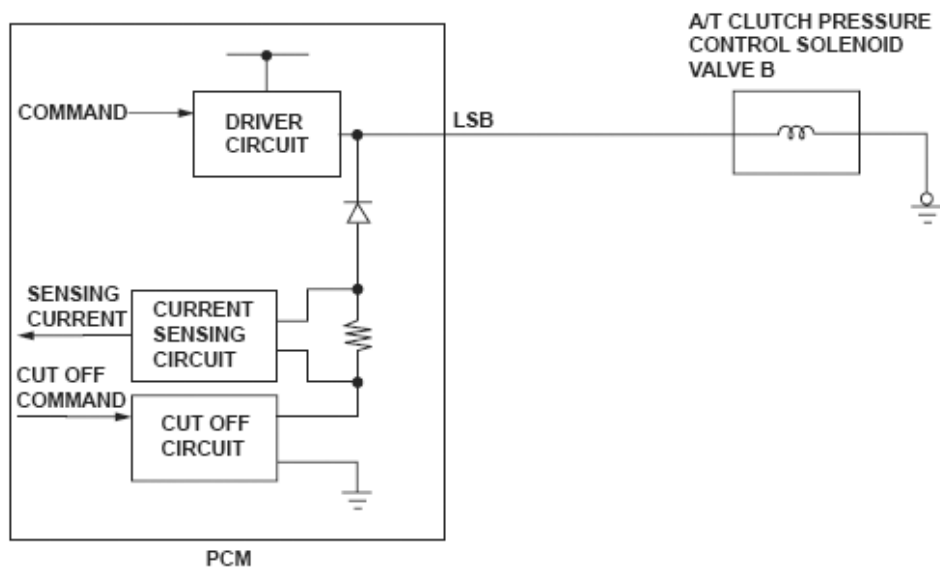 A/T CLUTCH PRESSURE
CONTROL SOLENOID
VALVE B
COMMAND
DRIVER
CIRCUIT
LSB
SENSING
CURRENT
CURRENT
SENSING
CIRCUIT
CUT OFF
COMMAND
CUT OFF
CIRCUIT
PCM